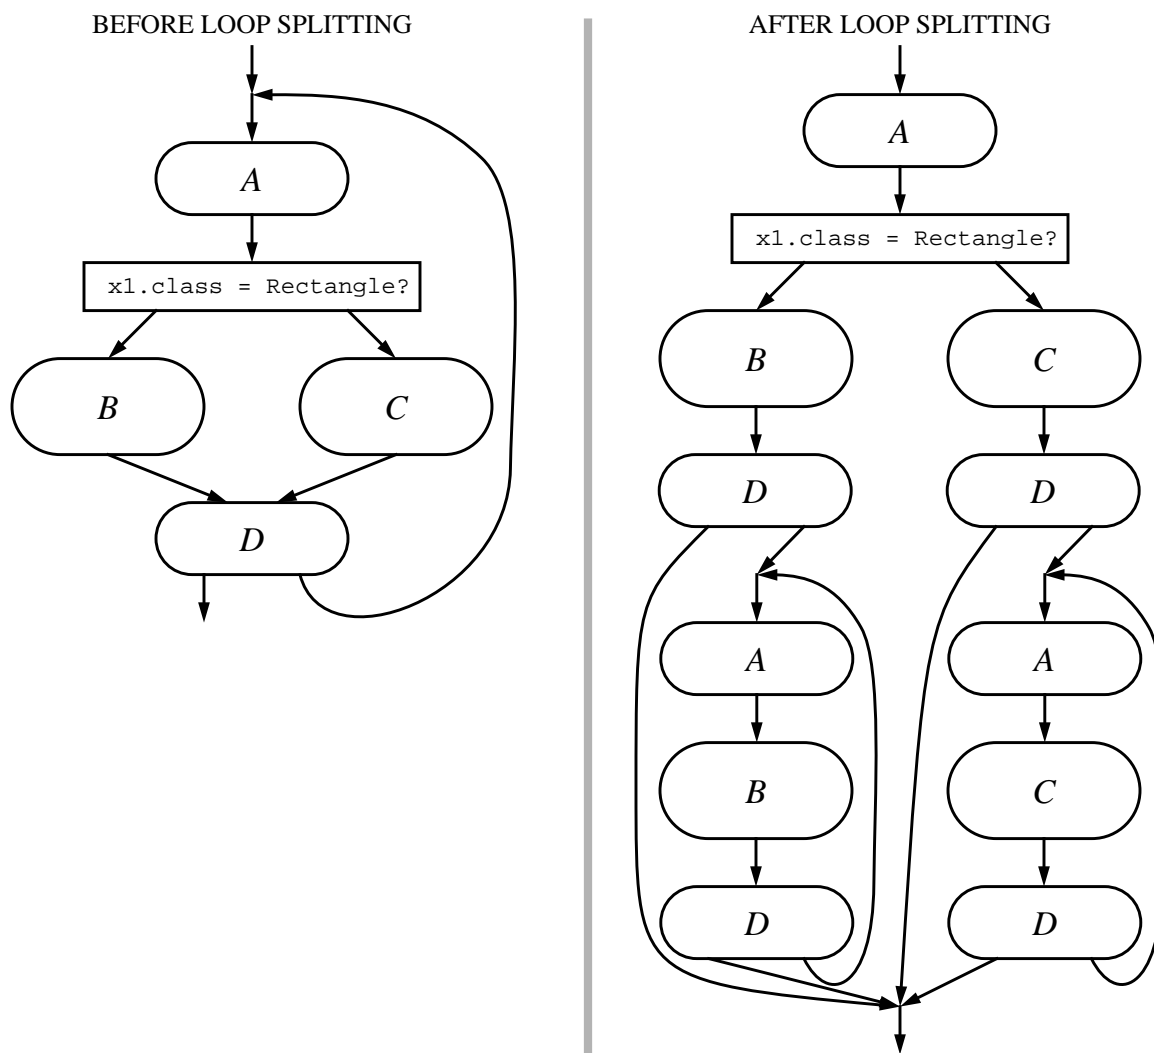 BEFORE LOOP SPLITTING
A
x1.class = Rectangle?
B
C
D
AFTER LOOP SPLITTING
A
x1.class = Rectangle?
B
C
D
D
A
A
B
C
D
D